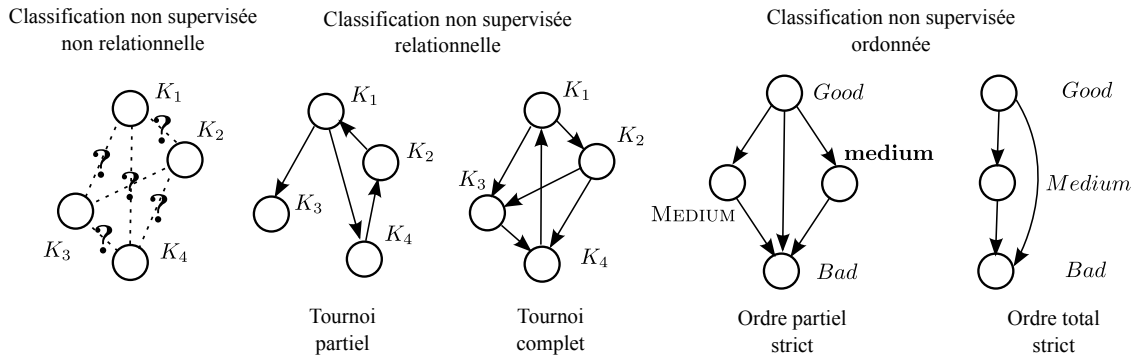 Classification non supervisée
non relationnelle
Classification non supervisée
relationnelle
Classification non supervisée
ordonnée
K1
K2
K3
K4
?
?
?
?
?
K1
K2
K3
K4
Tournoi
partiel
K1
K2
K3
K4
Tournoi
complet
Good
medium
MEDIUM
Bad
Ordre partiel
strict
Good
Medium
Bad
Ordre total
strict